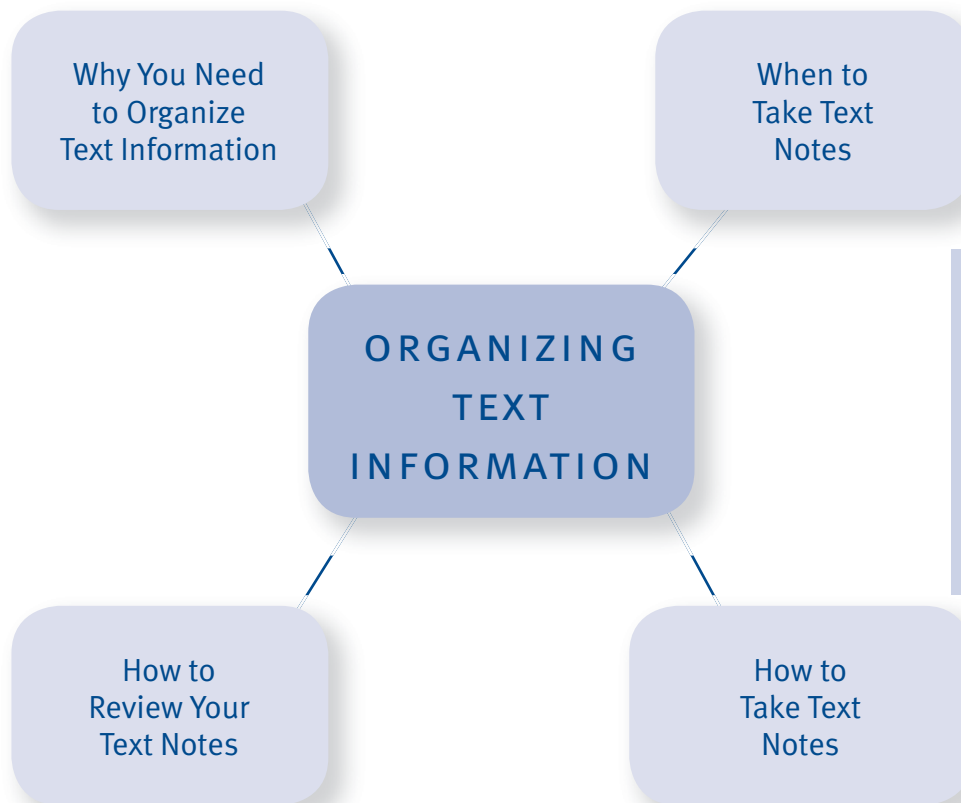 Why You Need
to Organize
Text Information
When to
Take Text
Notes
ORGANIZING
TEXT
INFORMATION
How to
Review Your
Text Notes
How to
Take Text
Notes